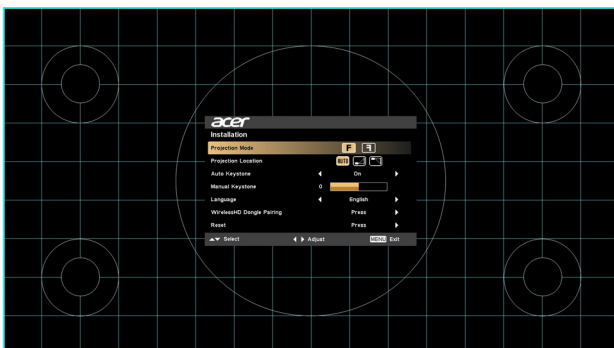 acer
Installation
Projection Mode F F
Projection Location AUTO
Auto Keystone On
Manual Keystone 0
Language English
WirelessHD Dongle Pairing Press
Reset Press
Select Adjust MENU Exit